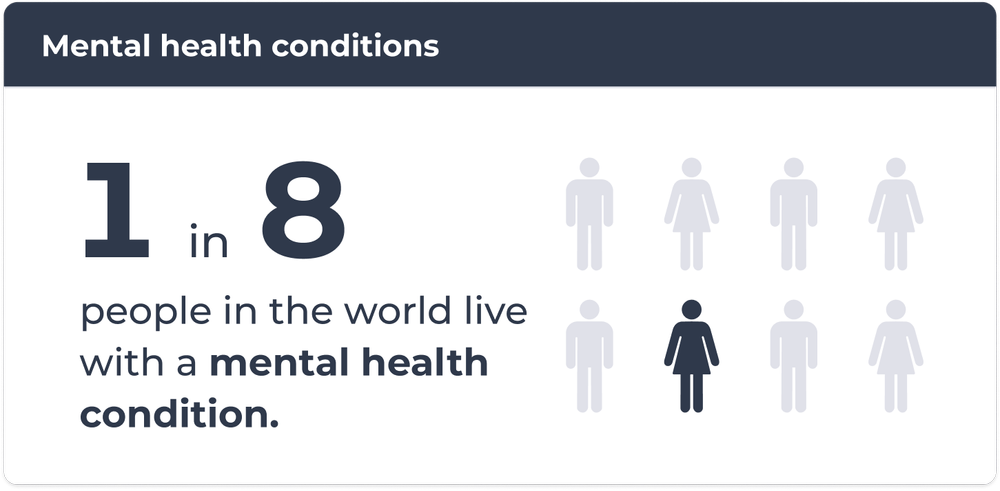 Mental health conditions
1 in 8
people in the world live
with a mental health
condition.